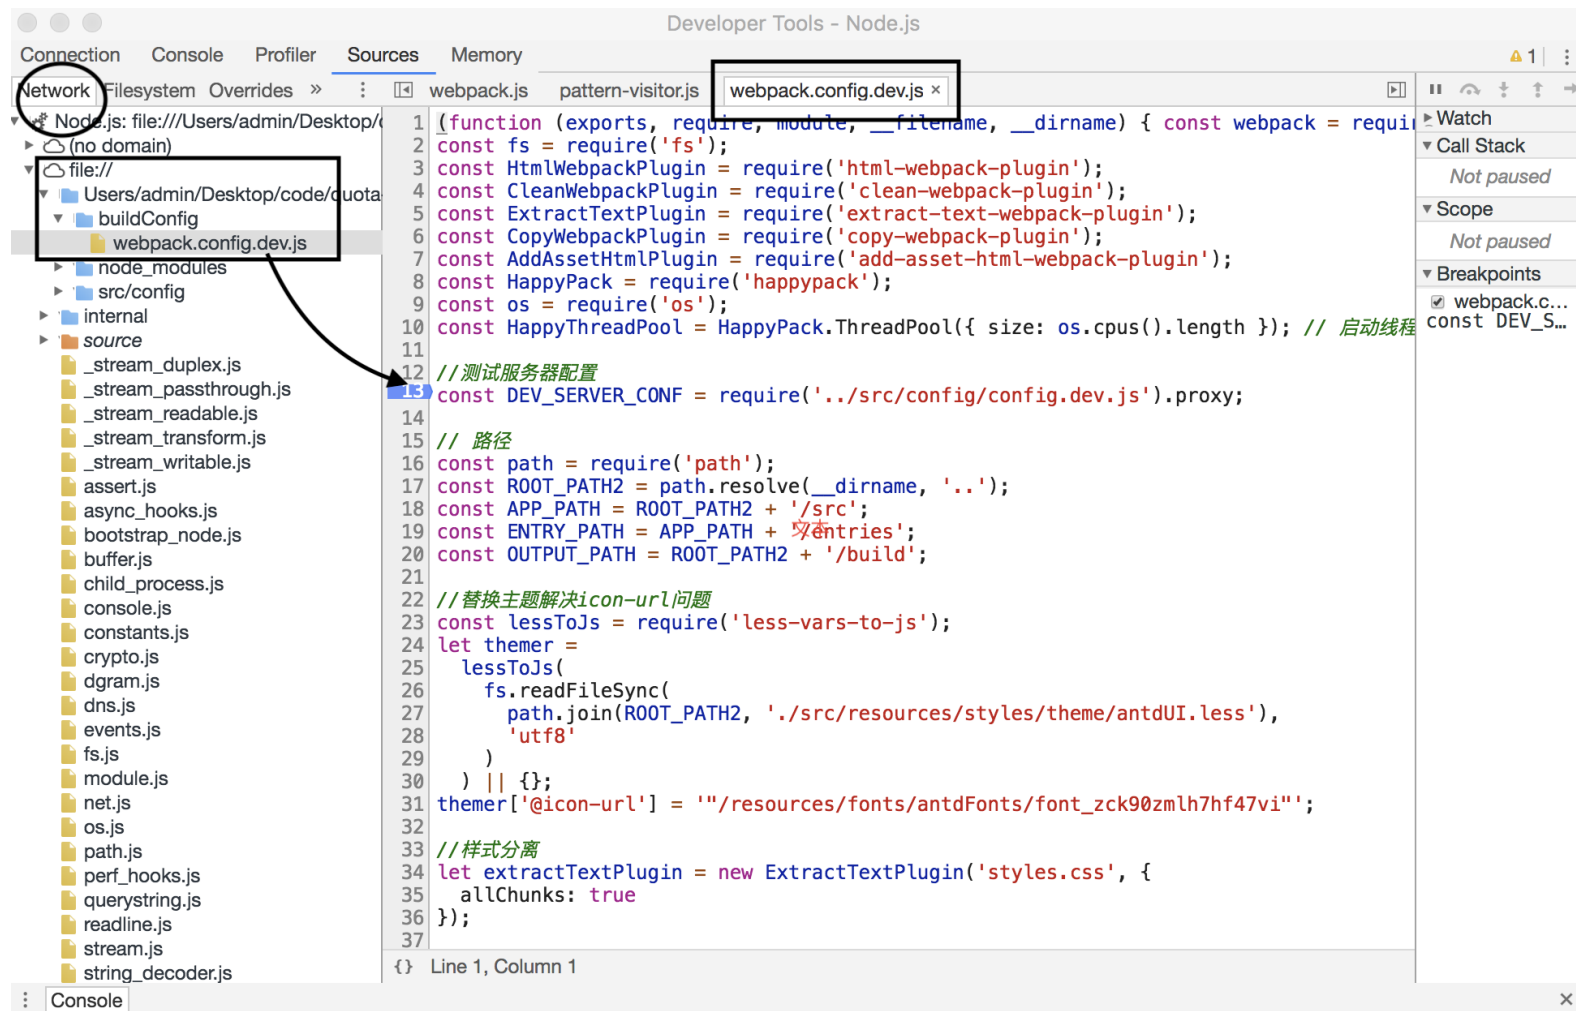 Developer Tools - Node.js
Connection Console Profiler Sources Memory
1
Network Filesystem Overrides » webpack.js pattern-visitor.js webpack.config.dev.js ×
Node.js: file:///Users/admin/Desktop/c
(no domain)
file://
Users/admin/Desktop/code/quota-
buildConfig
webpack.config.dev.js
node_modules
src/config
internal
source
_stream_duplex.js
_stream_passthrough.js
_stream_readable.js
_stream_transform.js
_stream_writable.js
assert.js
async_hooks.js
bootstrap_node.js
buffer.js
child_process.js
console.js
constants.js
crypto.js
dgram.js
dns.js
events.js
fs.js
module.js
net.js
os.js
path.js
perf_hooks.js
querystring.js
readline.js
stream.js
string_decoder.js
1 (function (exports, require, module, __filename, __dirname) { const webpack = requi
2 const fs = require('fs');
3 const HtmlWebpackPlugin = require('html-webpack-plugin');
4 const CleanWebpackPlugin = require('clean-webpack-plugin');
5 const ExtractTextPlugin = require('extract-text-webpack-plugin');
6 const CopyWebpackPlugin = require('copy-webpack-plugin');
7 const AddAssetHtmlPlugin = require('add-asset-html-webpack-plugin');
8 const HappyPack = require('happypack');
9 const os = require('os');
10 const HappyThreadPool = HappyPack.ThreadPool({ size: os.cpus().length }); // 启动线程
11
12 //测试服务器配置
13 const DEV_SERVER_CONF = require('../src/config/config.dev.js').proxy;
14
15 // 路径
16 const path = require('path');
17 const ROOT_PATH2 = path.resolve(__dirname, '..');
18 const APP_PATH = ROOT_PATH2 + '/src';
19 const ENTRY_PATH = APP_PATH + '/entries';
文本
20 const OUTPUT_PATH = ROOT_PATH2 + '/build';
21
22 //替换主题解决icon-url问题
23 const lessToJs = require('less-vars-to-js');
24 let themer =
25 lessToJs(
26 fs.readFileSync(
27 path.join(ROOT_PATH2, './src/resources/styles/theme/antdUI.less'),
28 'utf8'
29 )
30 ) || {};
31 themer['@icon-url'] = '"/resources/fonts/antdFonts/font_zck90zmlh7hf47vi"';
32
33 //样式分离
34 let extractTextPlugin = new ExtractTextPlugin('styles.css', {
35 allChunks: true
36 });
37
{} Line 1, Column 1
Watch
Call Stack
Not paused
Scope
Not paused
Breakpoints
webpack.c...
const DEV_S...
Console ×